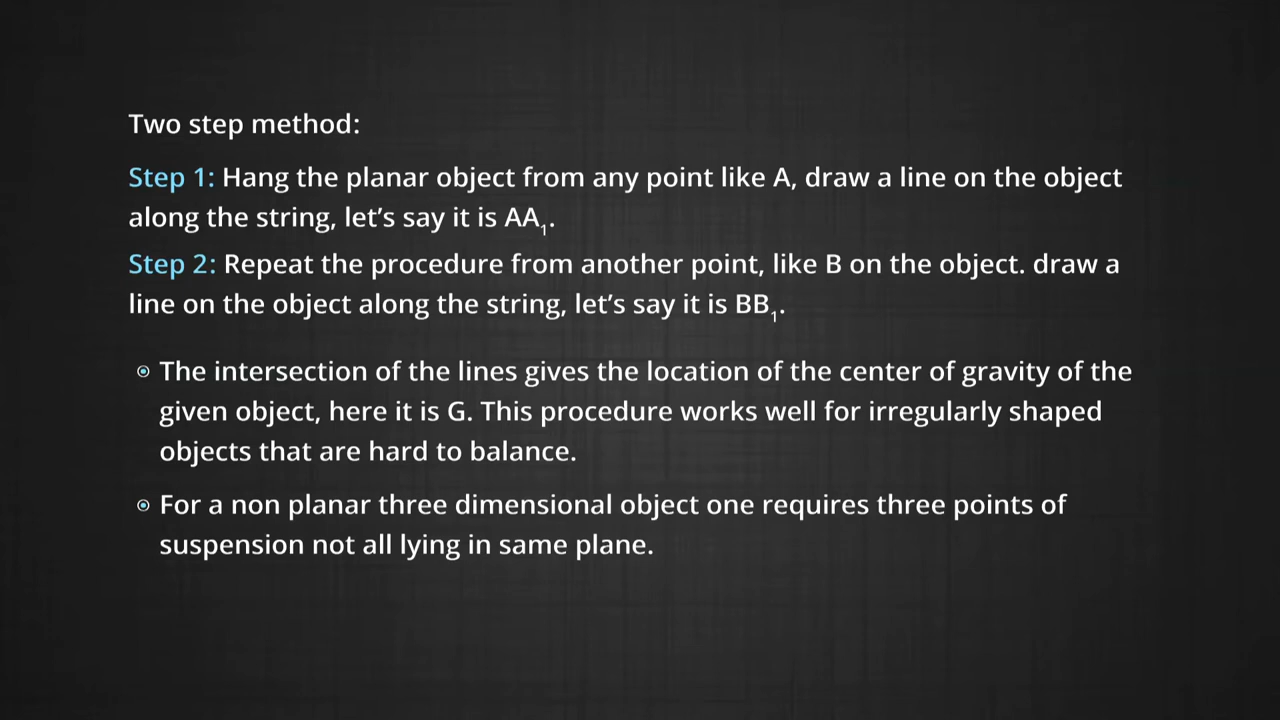 Two step method:
Step 1: Hang the planar object from any point like A, draw a line on the object
along the string, let’s say it is AA₁.
Step 2: Repeat the procedure from another point, like B on the object. draw a
line on the object along the string, let’s say it is BB₁.
The intersection of the lines gives the location of the center of gravity of the
given object, here it is G. This procedure works well for irregularly shaped
objects that are hard to balance.
For a non planar three dimensional object one requires three points of
suspension not all lying in same plane.